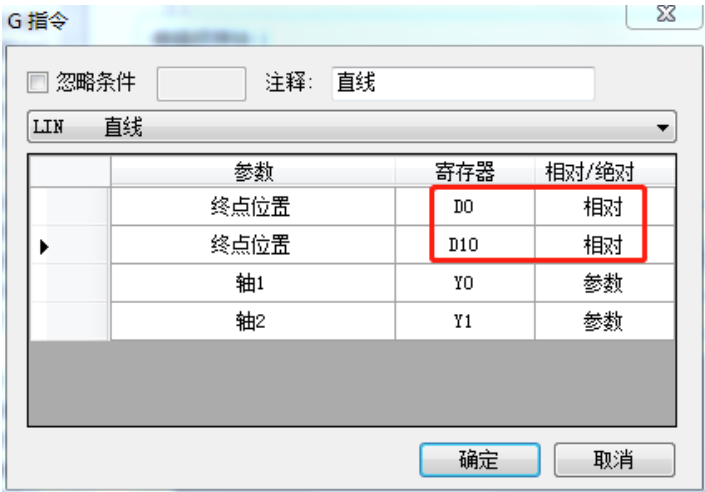 G 指令
忽略条件 注释: 直线
LIN 直线
参数 寄存器 相对/绝对
终点位置 D0 相对
终点位置 D10 相对
轴1 Y0 参数
轴2 Y1 参数
确定 取消